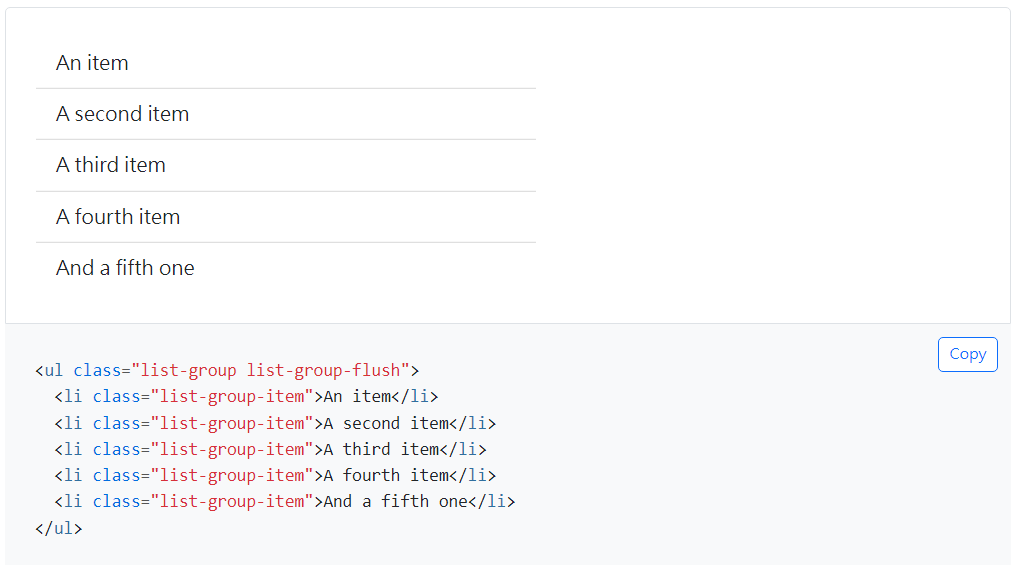 An item
A second item
A third item
A fourth item
And a fifth one
Copy
<ul class="list-group list-group-flush">
  <li class="list-group-item">An item</li>
  <li class="list-group-item">A second item</li>
  <li class="list-group-item">A third item</li>
  <li class="list-group-item">A fourth item</li>
  <li class="list-group-item">And a fifth one</li>
</ul>